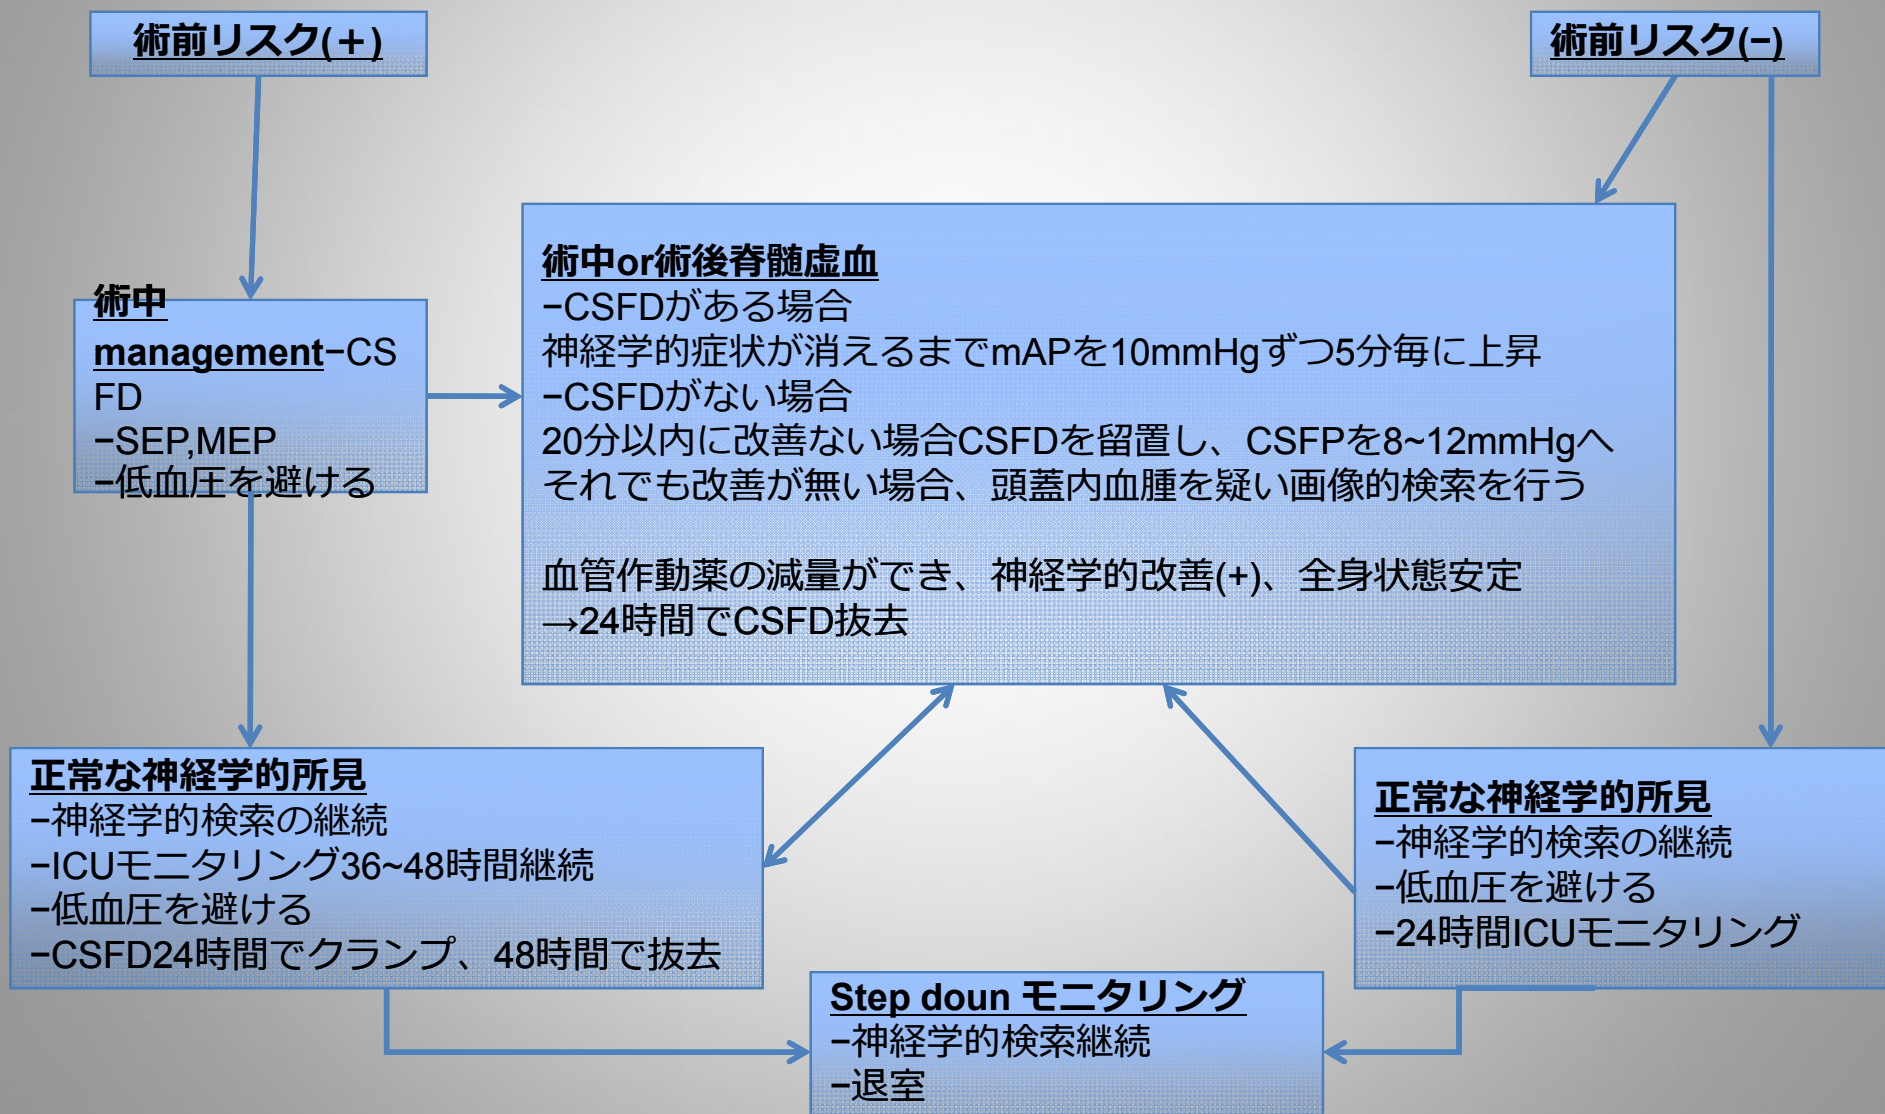 術前リスク(+)
術前リスク(−)
術中
management−CS
FD
−SEP,MEP
−低血圧を避ける
術中or術後脊髄虚血
−CSFDがある場合
神経学的症状が消えるまでmAPを10mmHgずつ5分毎に上昇
−CSFDがない場合
20分以内に改善ない場合CSFDを留置し、CSFPを8~12mmHgへ
それでも改善が無い場合、頭蓋内血腫を疑い画像的検索を行う
血管作動薬の減量ができ、神経学的改善(+)、全身状態安定
→24時間でCSFD抜去
正常な神経学的所見
−神経学的検索の継続
−ICUモニタリング36~48時間継続
−低血圧を避ける
−CSFD24時間でクランプ、48時間で抜去
正常な神経学的所見
−神経学的検索の継続
−低血圧を避ける
−24時間ICUモニタリング
Step doun モニタリング
−神経学的検索継続
−退室